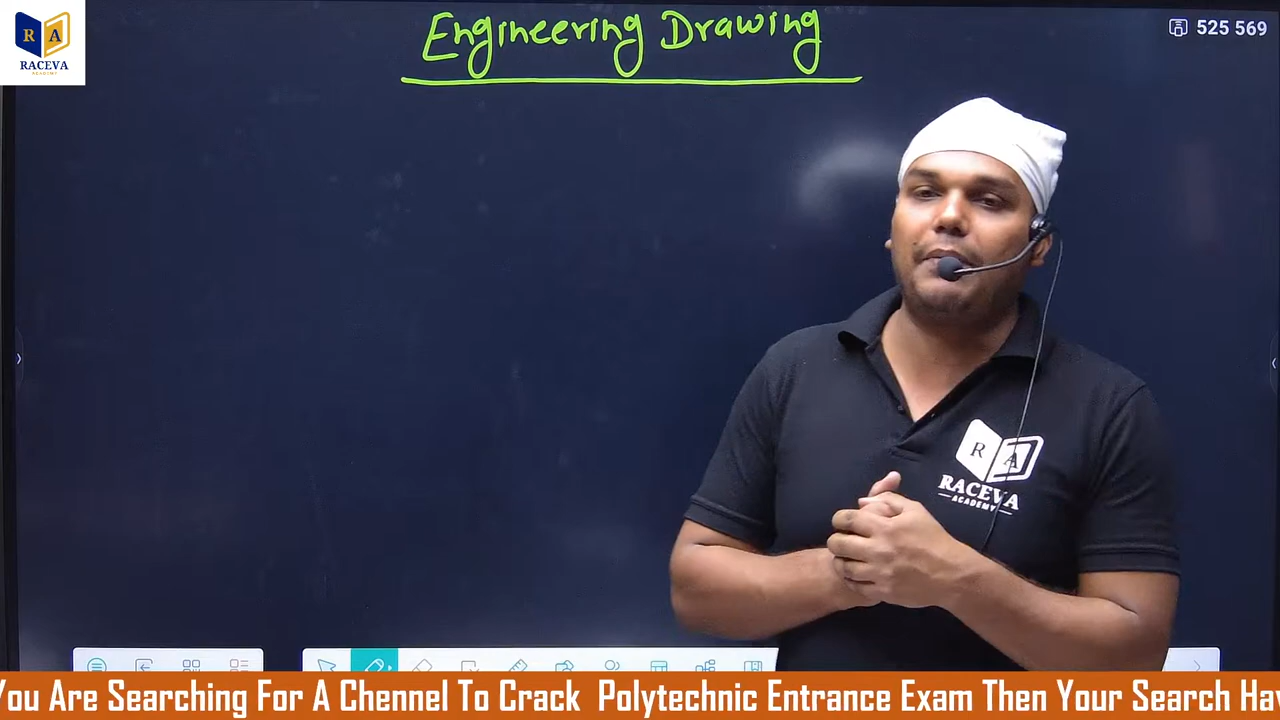 Engineering Drawing
525 569
R A
RACEVA
ACADEMY
R A
RACEVA
ACADEMY
You Are Searching For A Chennel To Crack Polytechnic Entrance Exam Then Your Search Hav